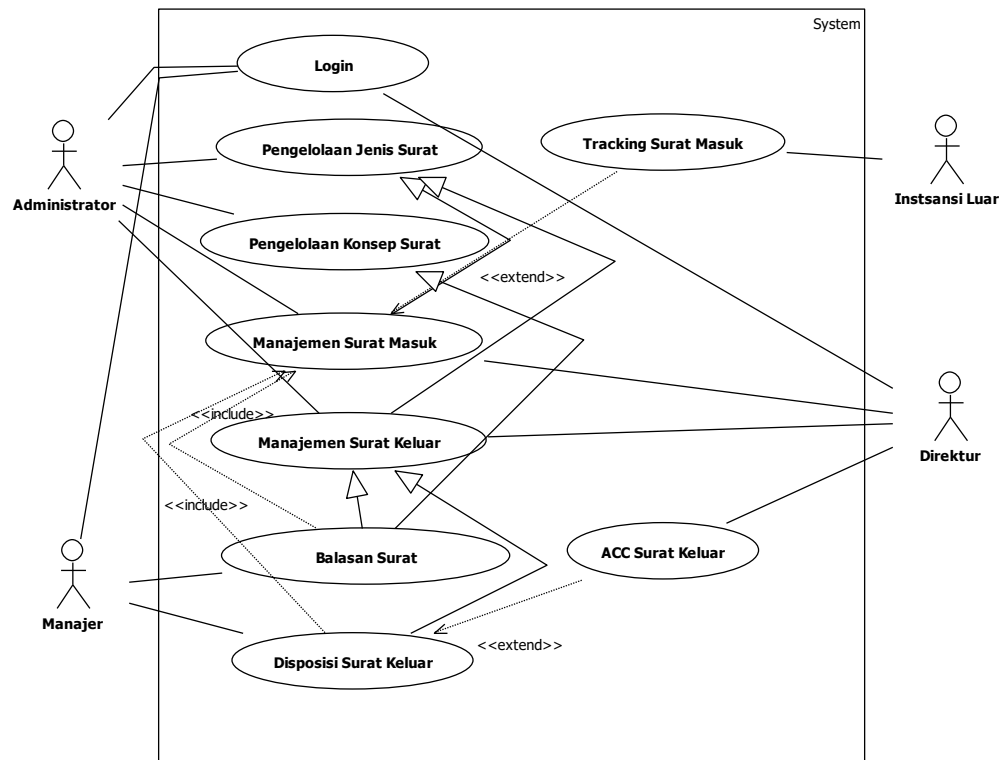 System
Login
Pengelolaan Jenis Surat
Tracking Surat Masuk
Administrator
Instsansi Luar
Pengelolaan Konsep Surat
<<extend>>
Manajemen Surat Masuk
<<include>>
Manajemen Surat Keluar
Direktur
<<include>>
Balasan Surat
ACC Surat Keluar
Manajer
<<extend>>
Disposisi Surat Keluar